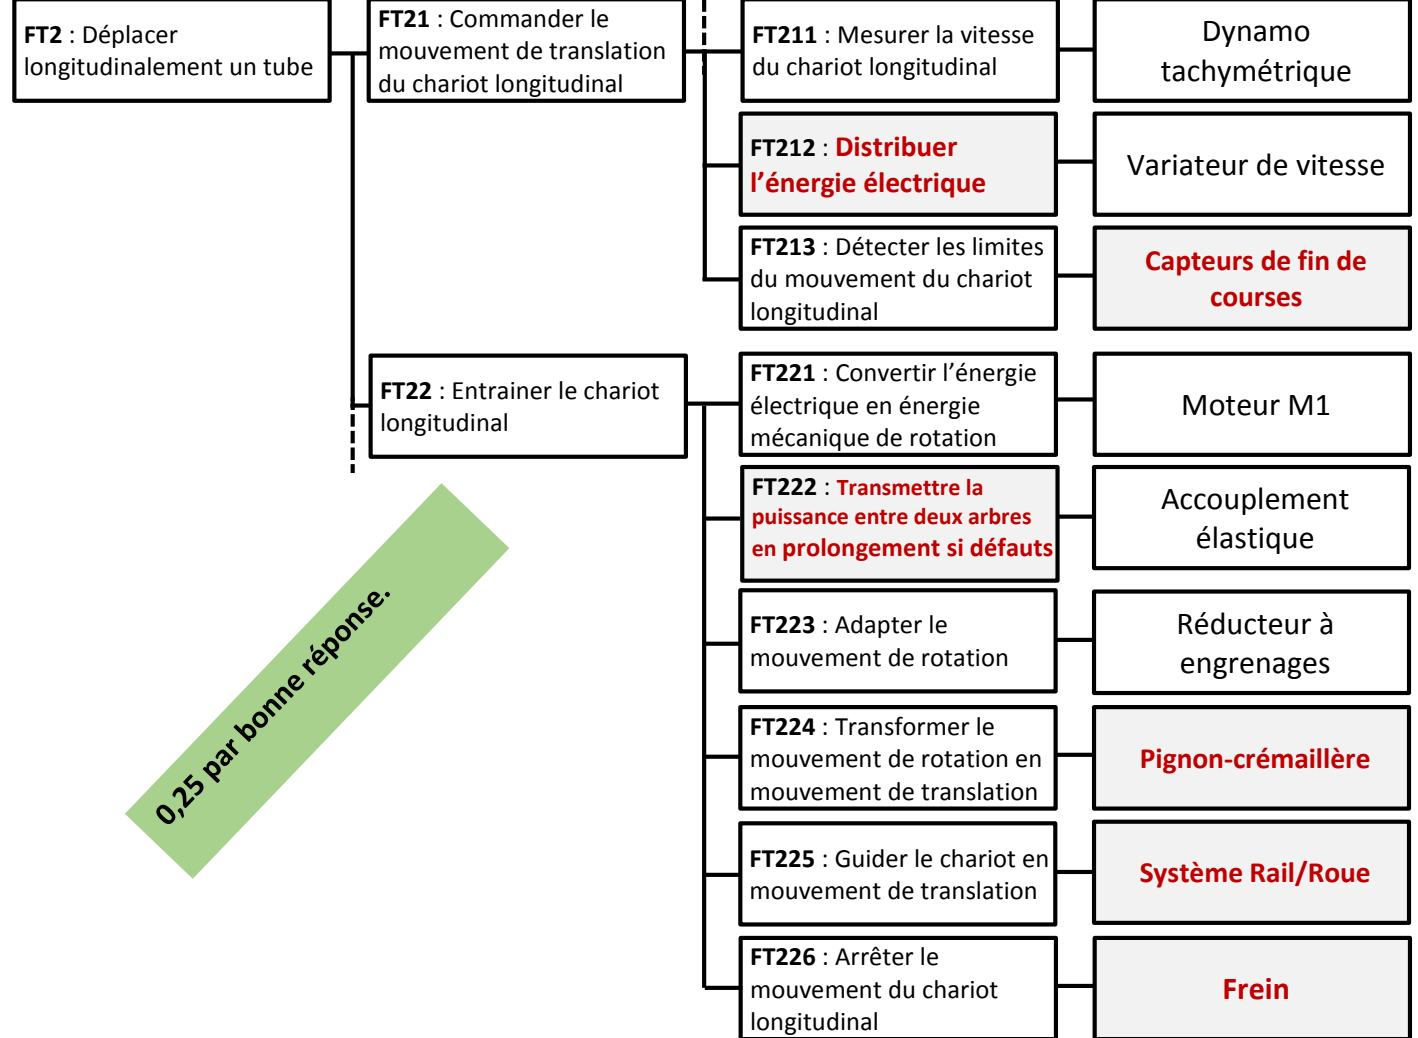 FT2 : Déplacer
longitudinalement un tube
FT21 : Commander le
mouvement de translation
du chariot longitudinal
FT211 : Mesurer la vitesse
du chariot longitudinal
Dynamo
tachymétrique
FT212 : Distribuer
l’énergie électrique
Variateur de vitesse
FT213 : Détecter les limites
du mouvement du chariot
longitudinal
Capteurs de fin de
courses
FT22 : Entrainer le chariot
longitudinal
FT221 : Convertir l’énergie
électrique en énergie
mécanique de rotation
Moteur M1
FT222 : Transmettre la
puissance entre deux arbres
en prolongement si défauts
Accouplement
élastique
FT223 : Adapter le
mouvement de rotation
Réducteur à
engrenages
FT224 : Transformer le
mouvement de rotation en
mouvement de translation
Pignon-crémaillère
FT225 : Guider le chariot en
mouvement de translation
Système Rail/Roue
FT226 : Arrêter le
mouvement du chariot
longitudinal
Frein
0,25 par bonne réponse.